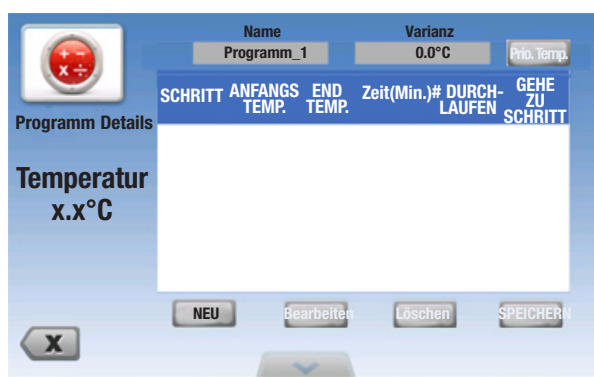 Name
Varianz
Programm_1
0.0°C
Prio. Temp.
SCHRITT
ANFANGS
TEMP.
END
TEMP.
Zeit(Min.)
# DURCH-
LAUFEN
GEHE
ZU
SCHRITT
Programm Details
Temperatur
x.x°C
NEU
Bearbeiten
Löschen
SPEICHERN
X